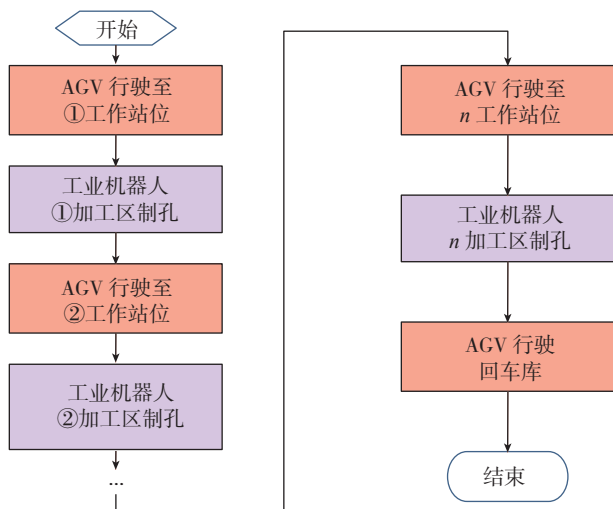 开始
AGV 行驶至
①工作站位
工业机器人
①加工区制孔
AGV 行驶至
②工作站位
工业机器人
②加工区制孔
...
AGV 行驶至
n 工作站位
工业机器人
n 加工区制孔
AGV 行驶
回车库
结束